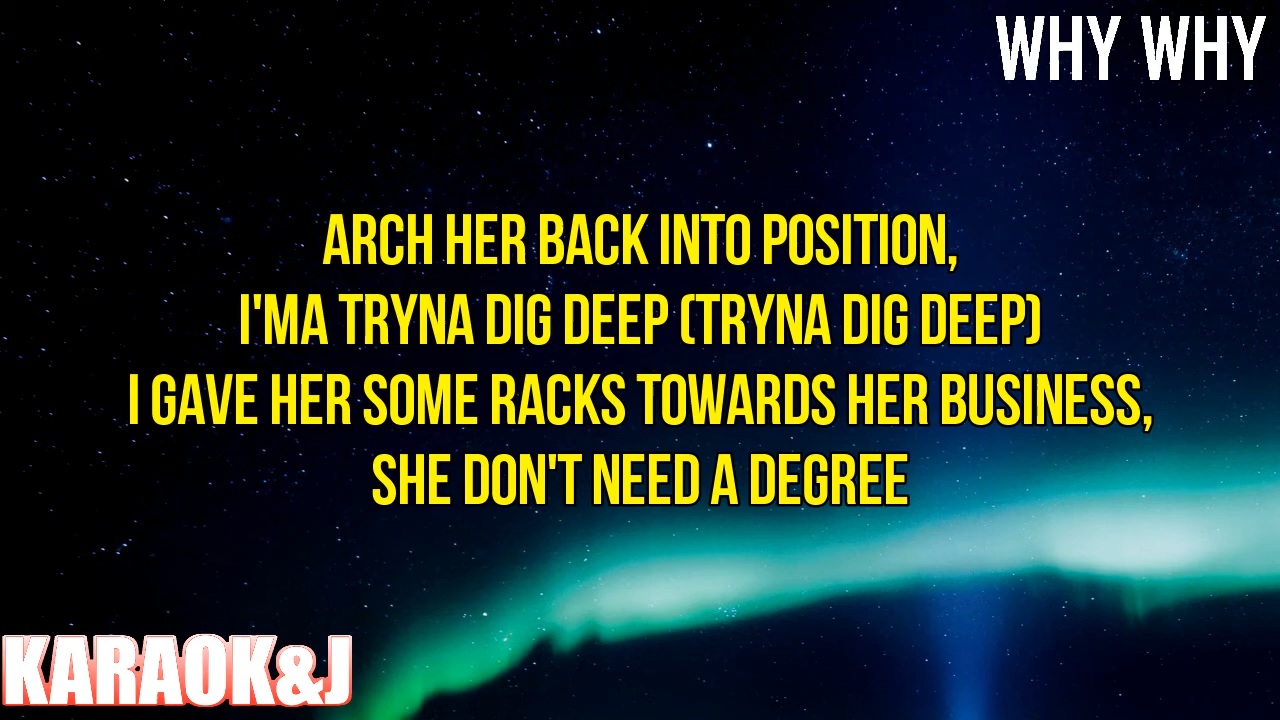 WHY WHY
ARCH HER BACK INTO POSITION,
I'MA TRYNA DIG DEEP (TRYNA DIG DEEP)
I GAVE HER SOME RACKS TOWARDS HER BUSINESS,
SHE DON'T NEED A DEGREE
KARAOK&J